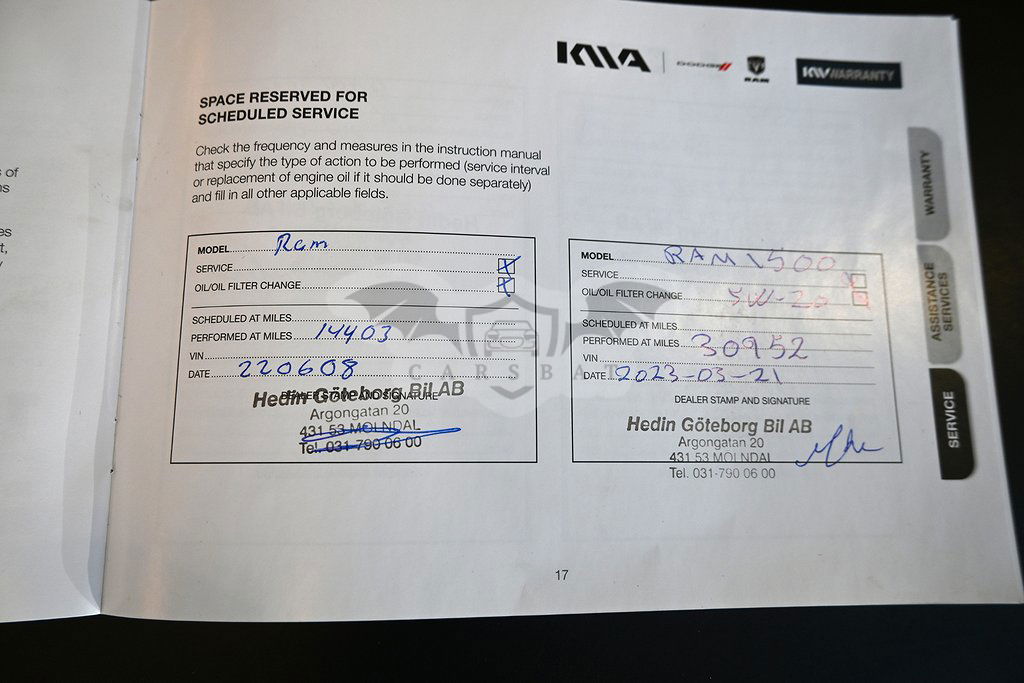 s of
ns
es
t,
y
KWA
DODGE
RAM
KW WARRANTY
SPACE RESERVED FOR
SCHEDULED SERVICE
Check the frequency and measures in the instruction manual
that specify the type of action to be performed (service interval
or replacement of engine oil if it should be done separately)
and fill in all other applicable fields.
MODEL Ram
SERVICE
OIL/OIL FILTER CHANGE
SCHEDULED AT MILES
PERFORMED AT MILES 14403
VIN
DATE 220608
DEALER STAMP AND SIGNATURE
Hedin Göteborg Bil AB
Argongatan 20
431 53 MÖLNDAL
Tel. 031-790 06 00
MODEL RAM 1500
SERVICE
OIL/OIL FILTER CHANGE 5W-20
SCHEDULED AT MILES
PERFORMED AT MILES 30952
VIN
DATE 2023-03-21
DEALER STAMP AND SIGNATURE
Hedin Göteborg Bil AB
Argongatan 20
431 53 MÖLNDAL
Tel. 031-790 06 00
WARRANTY
ASSISTANCE
SERVICES
SERVICE
CARSBAT
17